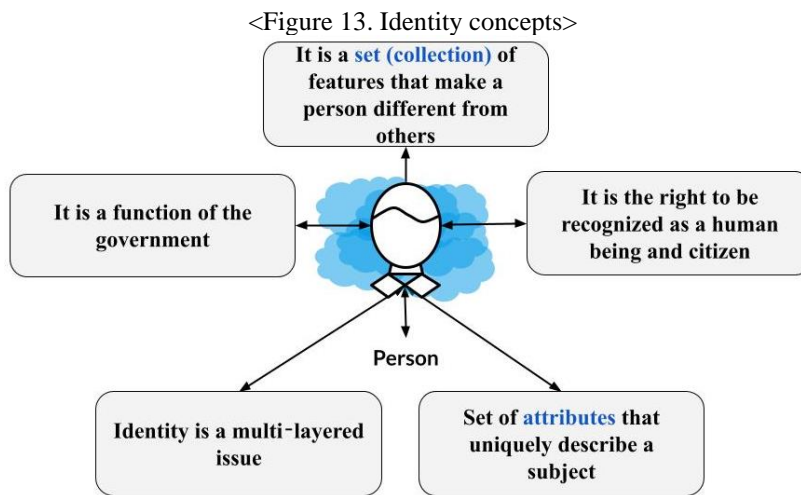 <Figure 13. Identity concepts>
It is a set (collection) of
features that make a
person different from
others
It is a function of the
government
It is the right to be
recognized as a human
being and citizen
Person
Identity is a multi-layered
issue
Set of attributes that
uniquely describe a
subject